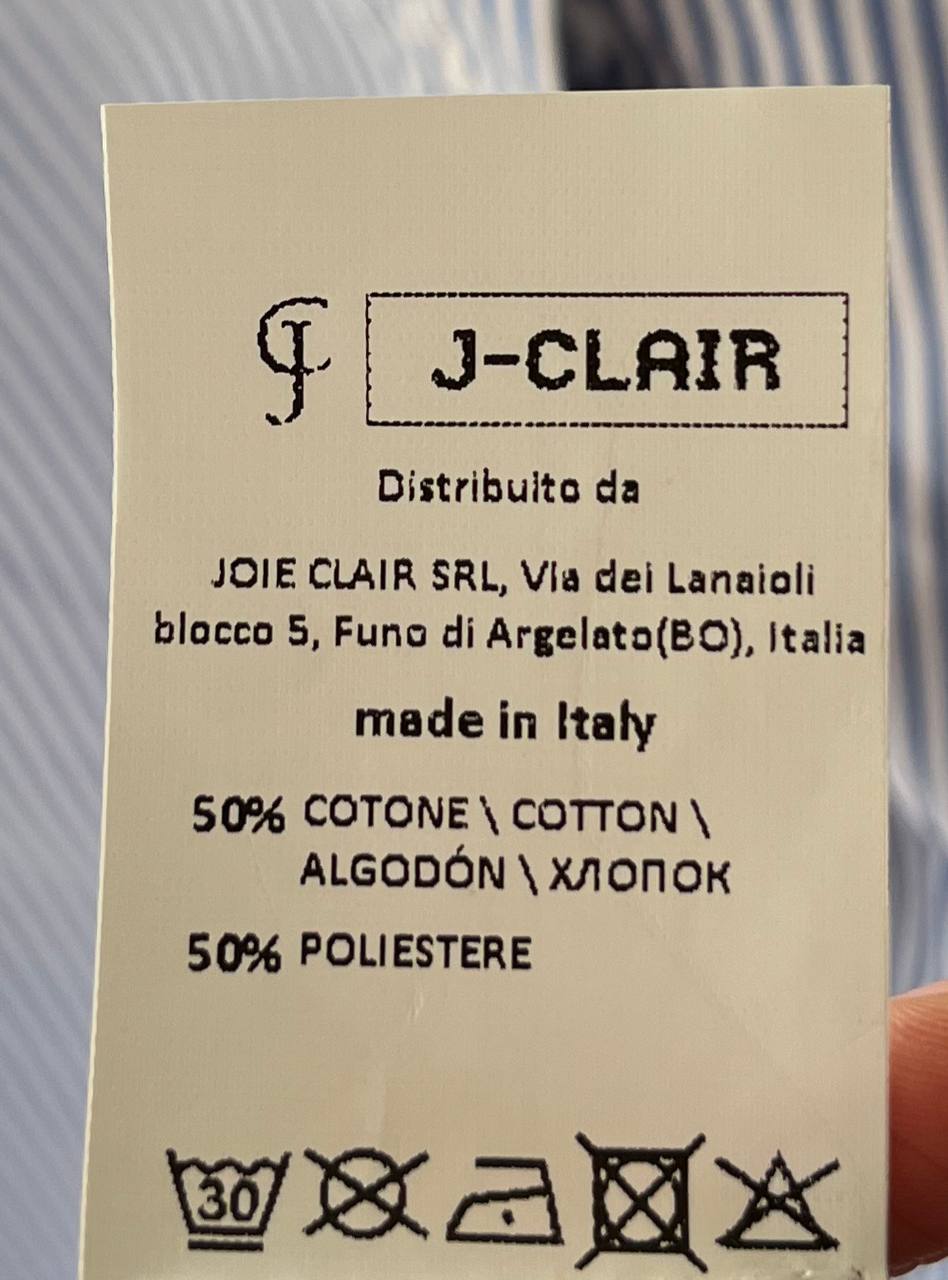 CJ J-CLAIR
Distribuito da
JOIE CLAIR SRL, Via dei Lanaioli
blocco 5, Funo di Argelato(BO), Italia
made in Italy
50% COTONE \ COTTON \
ALGODÓN \ ХЛОПОК
50% POLIESTERE
30